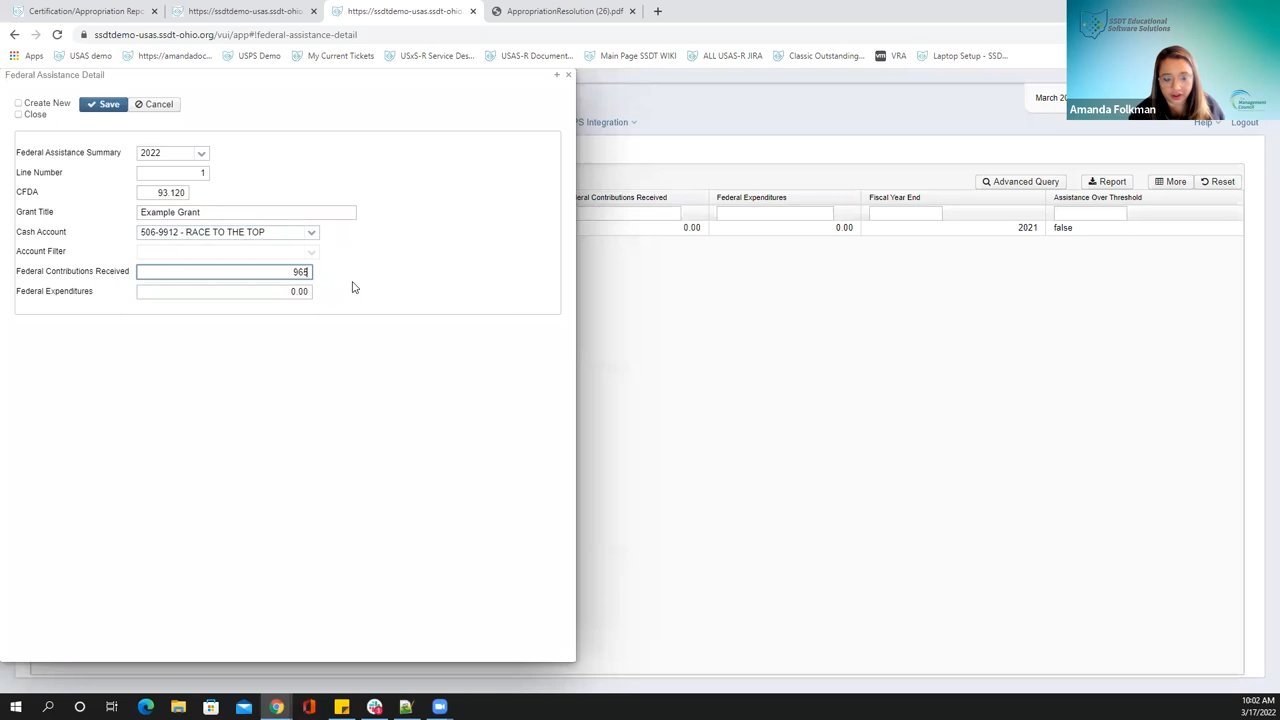 Certification/Appropriation Repo
https://ssdtdemo-usas.ssdt-ohio
https://ssdtdemo-usas.ssdt-ohio.
AppropriationResolution (26).pdf
ssdtdemo-usas.ssdt-ohio.org/vui/app#!federal-assistance-detail
Apps
USAS demo
https://amandadoc...
USPS Demo
My Current Tickets
USxS-R Service Des...
USAS-R Document...
Main Page SSDT WIKI
ALL USAS-R JIRA
Classic Outstanding...
VRA
Laptop Setup - SSD...
SSDT Educational
Software Solutions
Management
Council
Amanda Folkman
Federal Assistance Detail
March 20
PS Integration
Help
Logout
Create New
Close
Save
Cancel
Federal Assistance Summary 2022
Line Number 1
CFDA 93.120
Grant Title Example Grant
Cash Account 506-9912 - RACE TO THE TOP
Account Filter
Federal Contributions Received 965
Federal Expenditures 0.00
Advanced Query
Report
More
Reset
eral Contributions Received
Federal Expenditures
Fiscal Year End
Assistance Over Threshold
0.00
0.00
2021
false
10:02 AM
3/17/2022